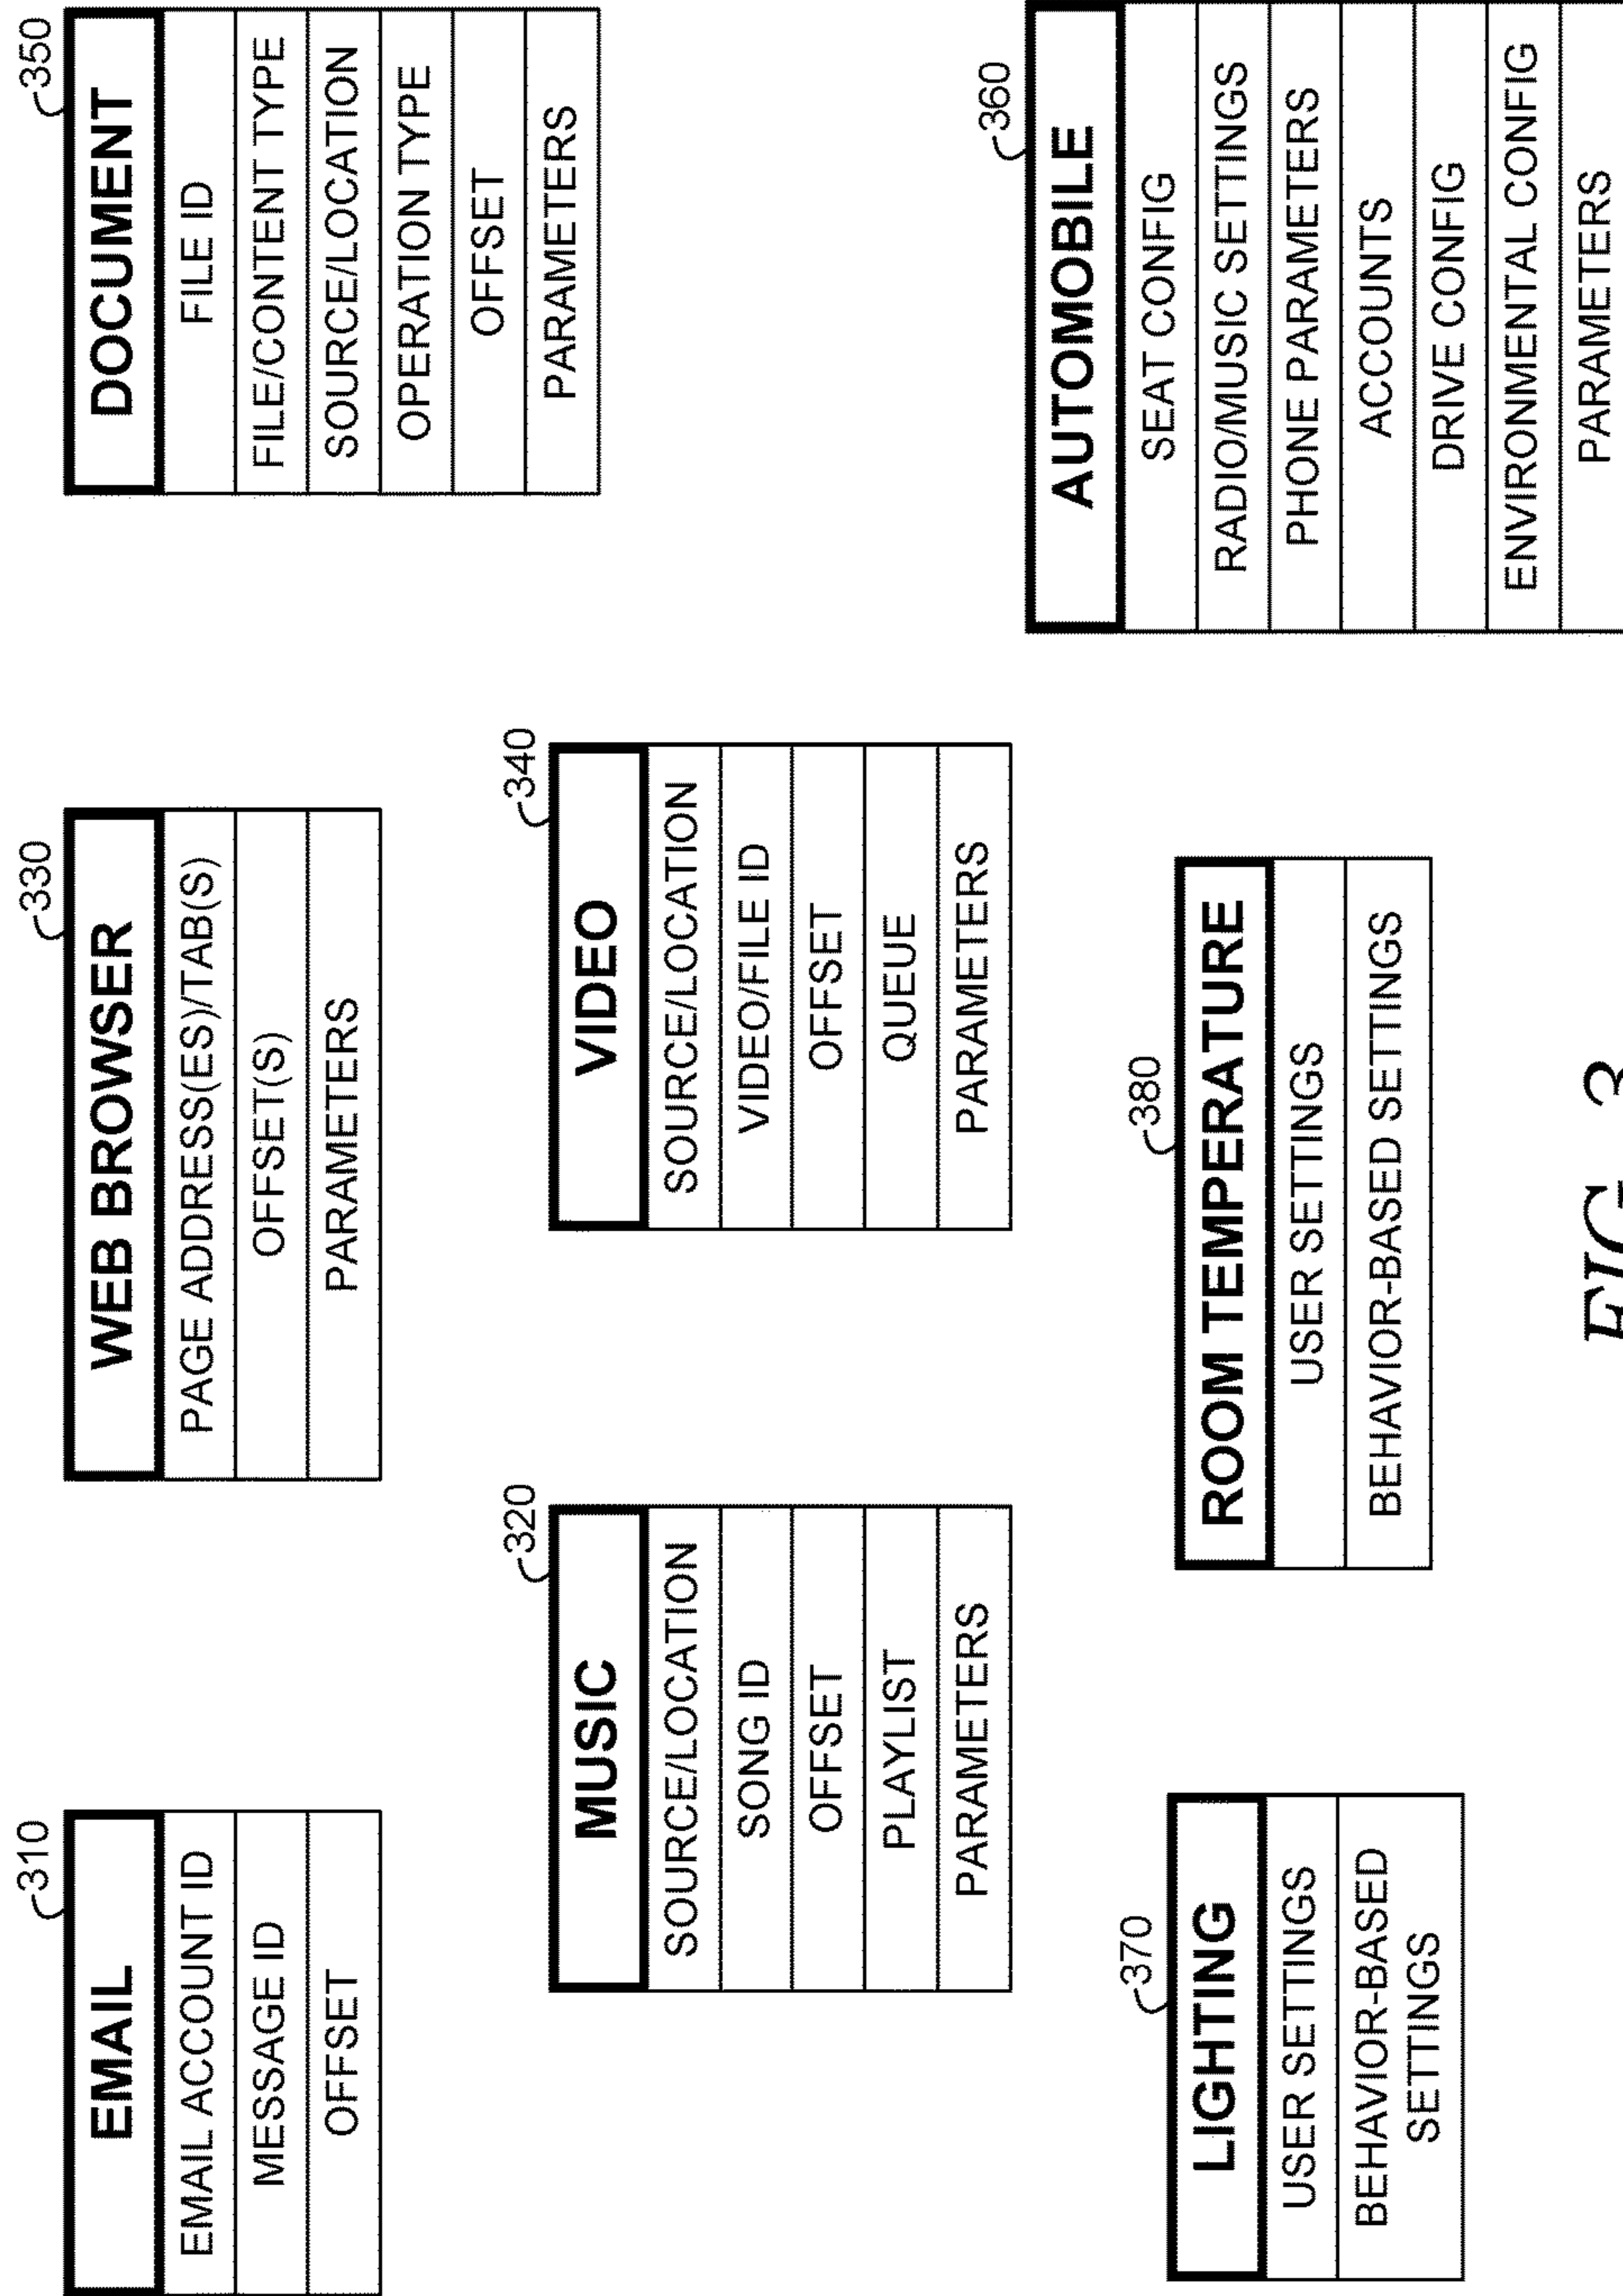 310
EMAIL
EMAIL ACCOUNT ID
MESSAGE ID
OFFSET
330
WEB BROWSER
PAGE ADDRESS(ES)/TAB(S)
OFFSET(S)
PARAMETERS
350
DOCUMENT
FILE ID
FILE/CONTENT TYPE
SOURCE/LOCATION
OPERATION TYPE
OFFSET
PARAMETERS
320
MUSIC
SOURCE/LOCATION
SONG ID
OFFSET
PLAYLIST
PARAMETERS
340
VIDEO
SOURCE/LOCATION
VIDEO/FILE ID
OFFSET
QUEUE
PARAMETERS
360
AUTOMOBILE
SEAT CONFIG
RADIO/MUSIC SETTINGS
PHONE PARAMETERS
ACCOUNTS
DRIVE CONFIG
ENVIRONMENTAL CONFIG
PARAMETERS
370
LIGHTING
USER SETTINGS
BEHAVIOR-BASED
SETTINGS
380
ROOM TEMPERATURE
USER SETTINGS
BEHAVIOR-BASED SETTINGS
FIG. 3